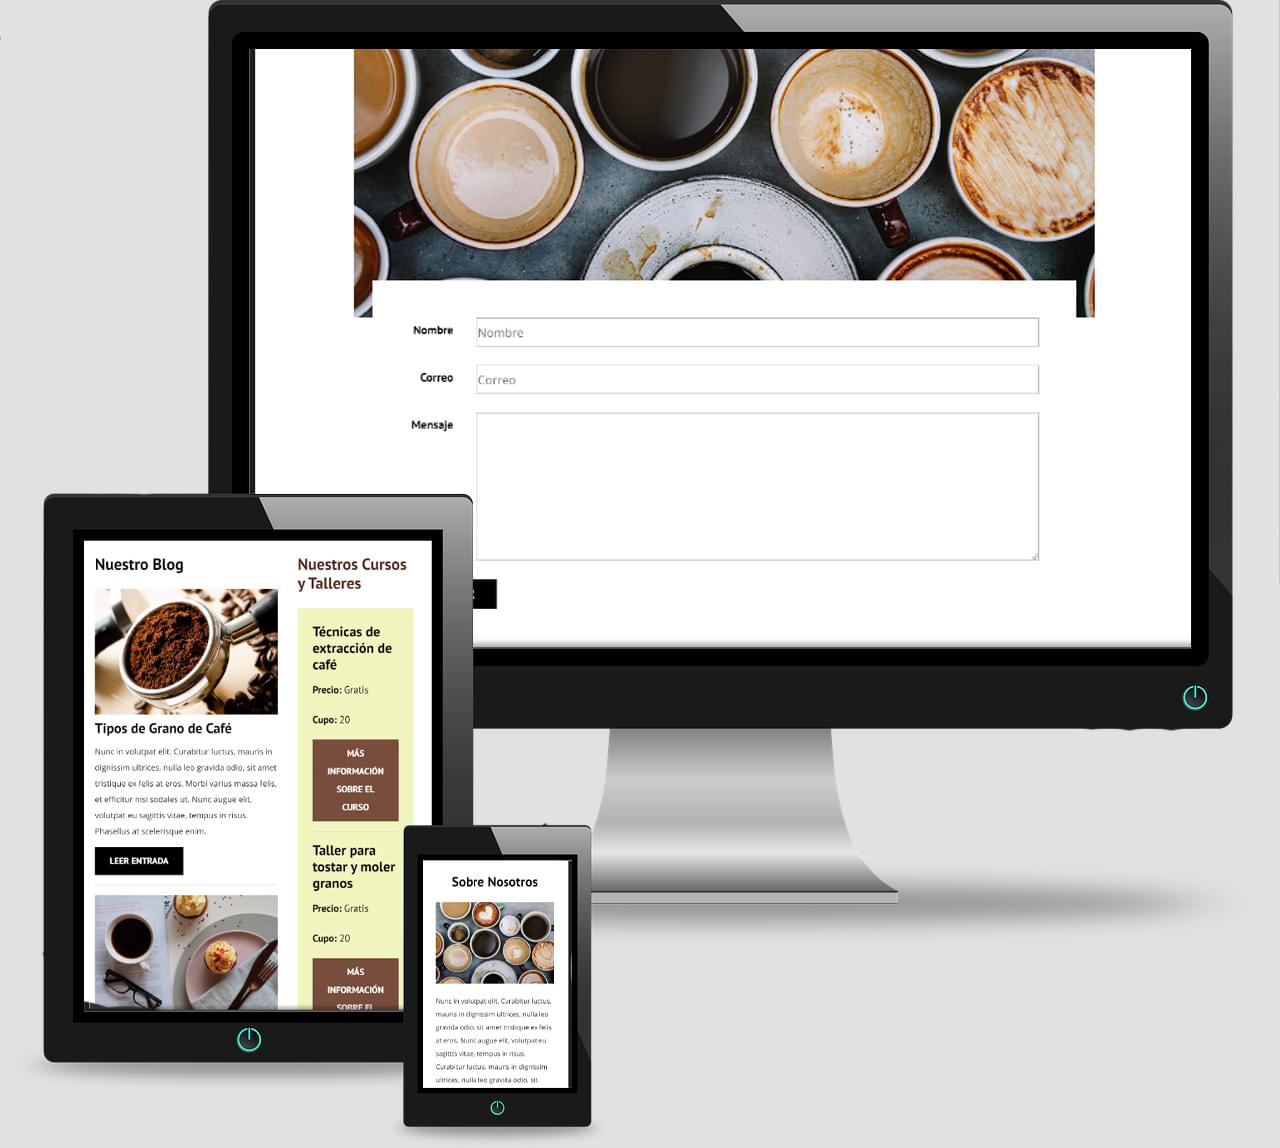 Nombre
Nombre
Correo
Correo
Mensaje
Nuestro Blog
Tipos de Grano de Café
Nunc in volutpat elit. Curabitur luctus, mauris in
dignissim ultrices, nulla leo gravida odio, sit amet
tristique ex felis at eros. Morbi varius massa felis,
et efficitur nisi sodales ut. Nunc augue elit,
volutpat eu sagittis vitae, tempus in risus.
Phasellus at scelerisque enim.
LEER ENTRADA
Nuestros Cursos
y Talleres
Técnicas de
extracción de
café
Precio: Gratis
Cupo: 20
MÁS
INFORMACIÓN
SOBRE EL
CURSO
Taller para
tostar y moler
granos
Precio: Gratis
Cupo: 20
MÁS
INFORMACIÓN
SOBRE EL
Sobre Nosotros
Nunc in volutpat elit. Curabitur luctus,
mauris in dignissim ultrices, nulla leo
gravida odio, sit amet tristique ex felis
at eros. Nunc augue elit, volutpat eu
sagittis vitae, tempus in risus.
Curabitur luctus, mauris in dignissim
ultrices, nulla leo gravida odio, sit